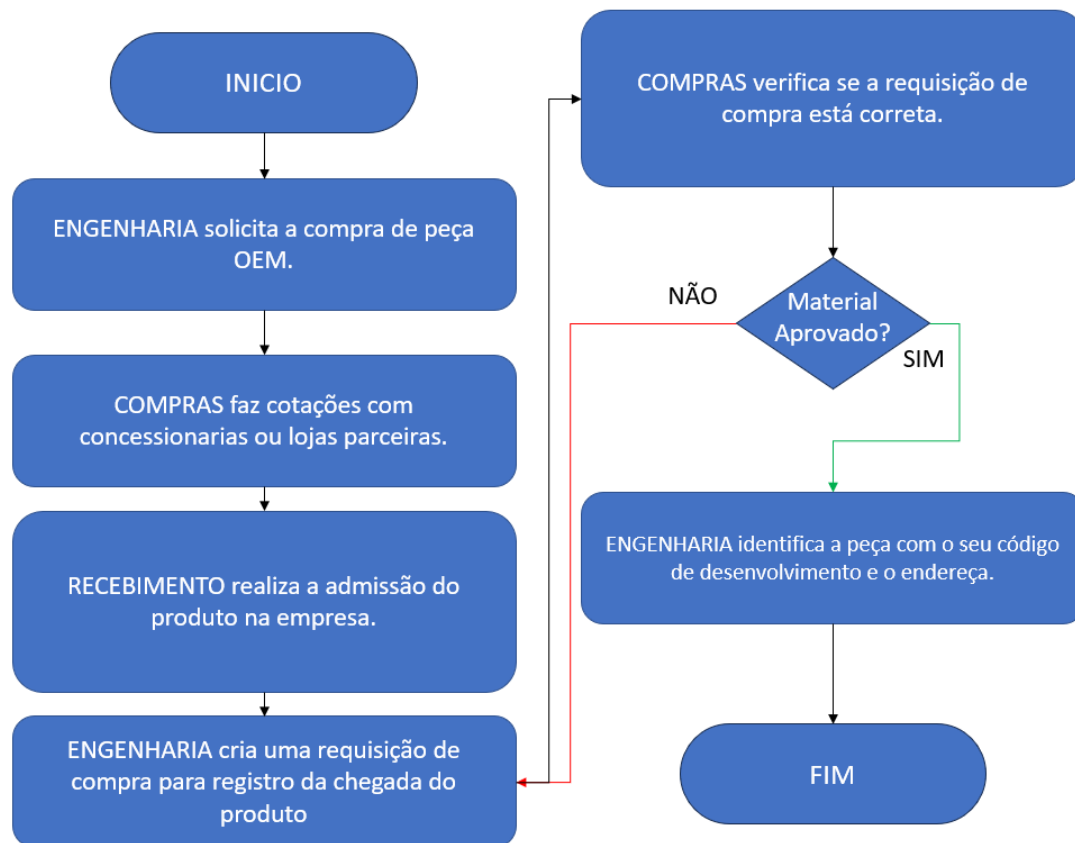 INICIO
ENGENHARIA solicita a compra de peça
OEM.
COMPRAS faz cotações com
concessionarias ou lojas parceiras.
RECEBIMENTO realiza a admissão do
produto na empresa.
ENGENHARIA cria uma requisição de
compra para registro da chegada do
produto
COMPRAS verifica se a requisição de
compra está correta.
NÃO
Material
Aprovado?
SIM
ENGENHARIA identifica a peça com o seu código
de desenvolvimento e o endereça.
FIM